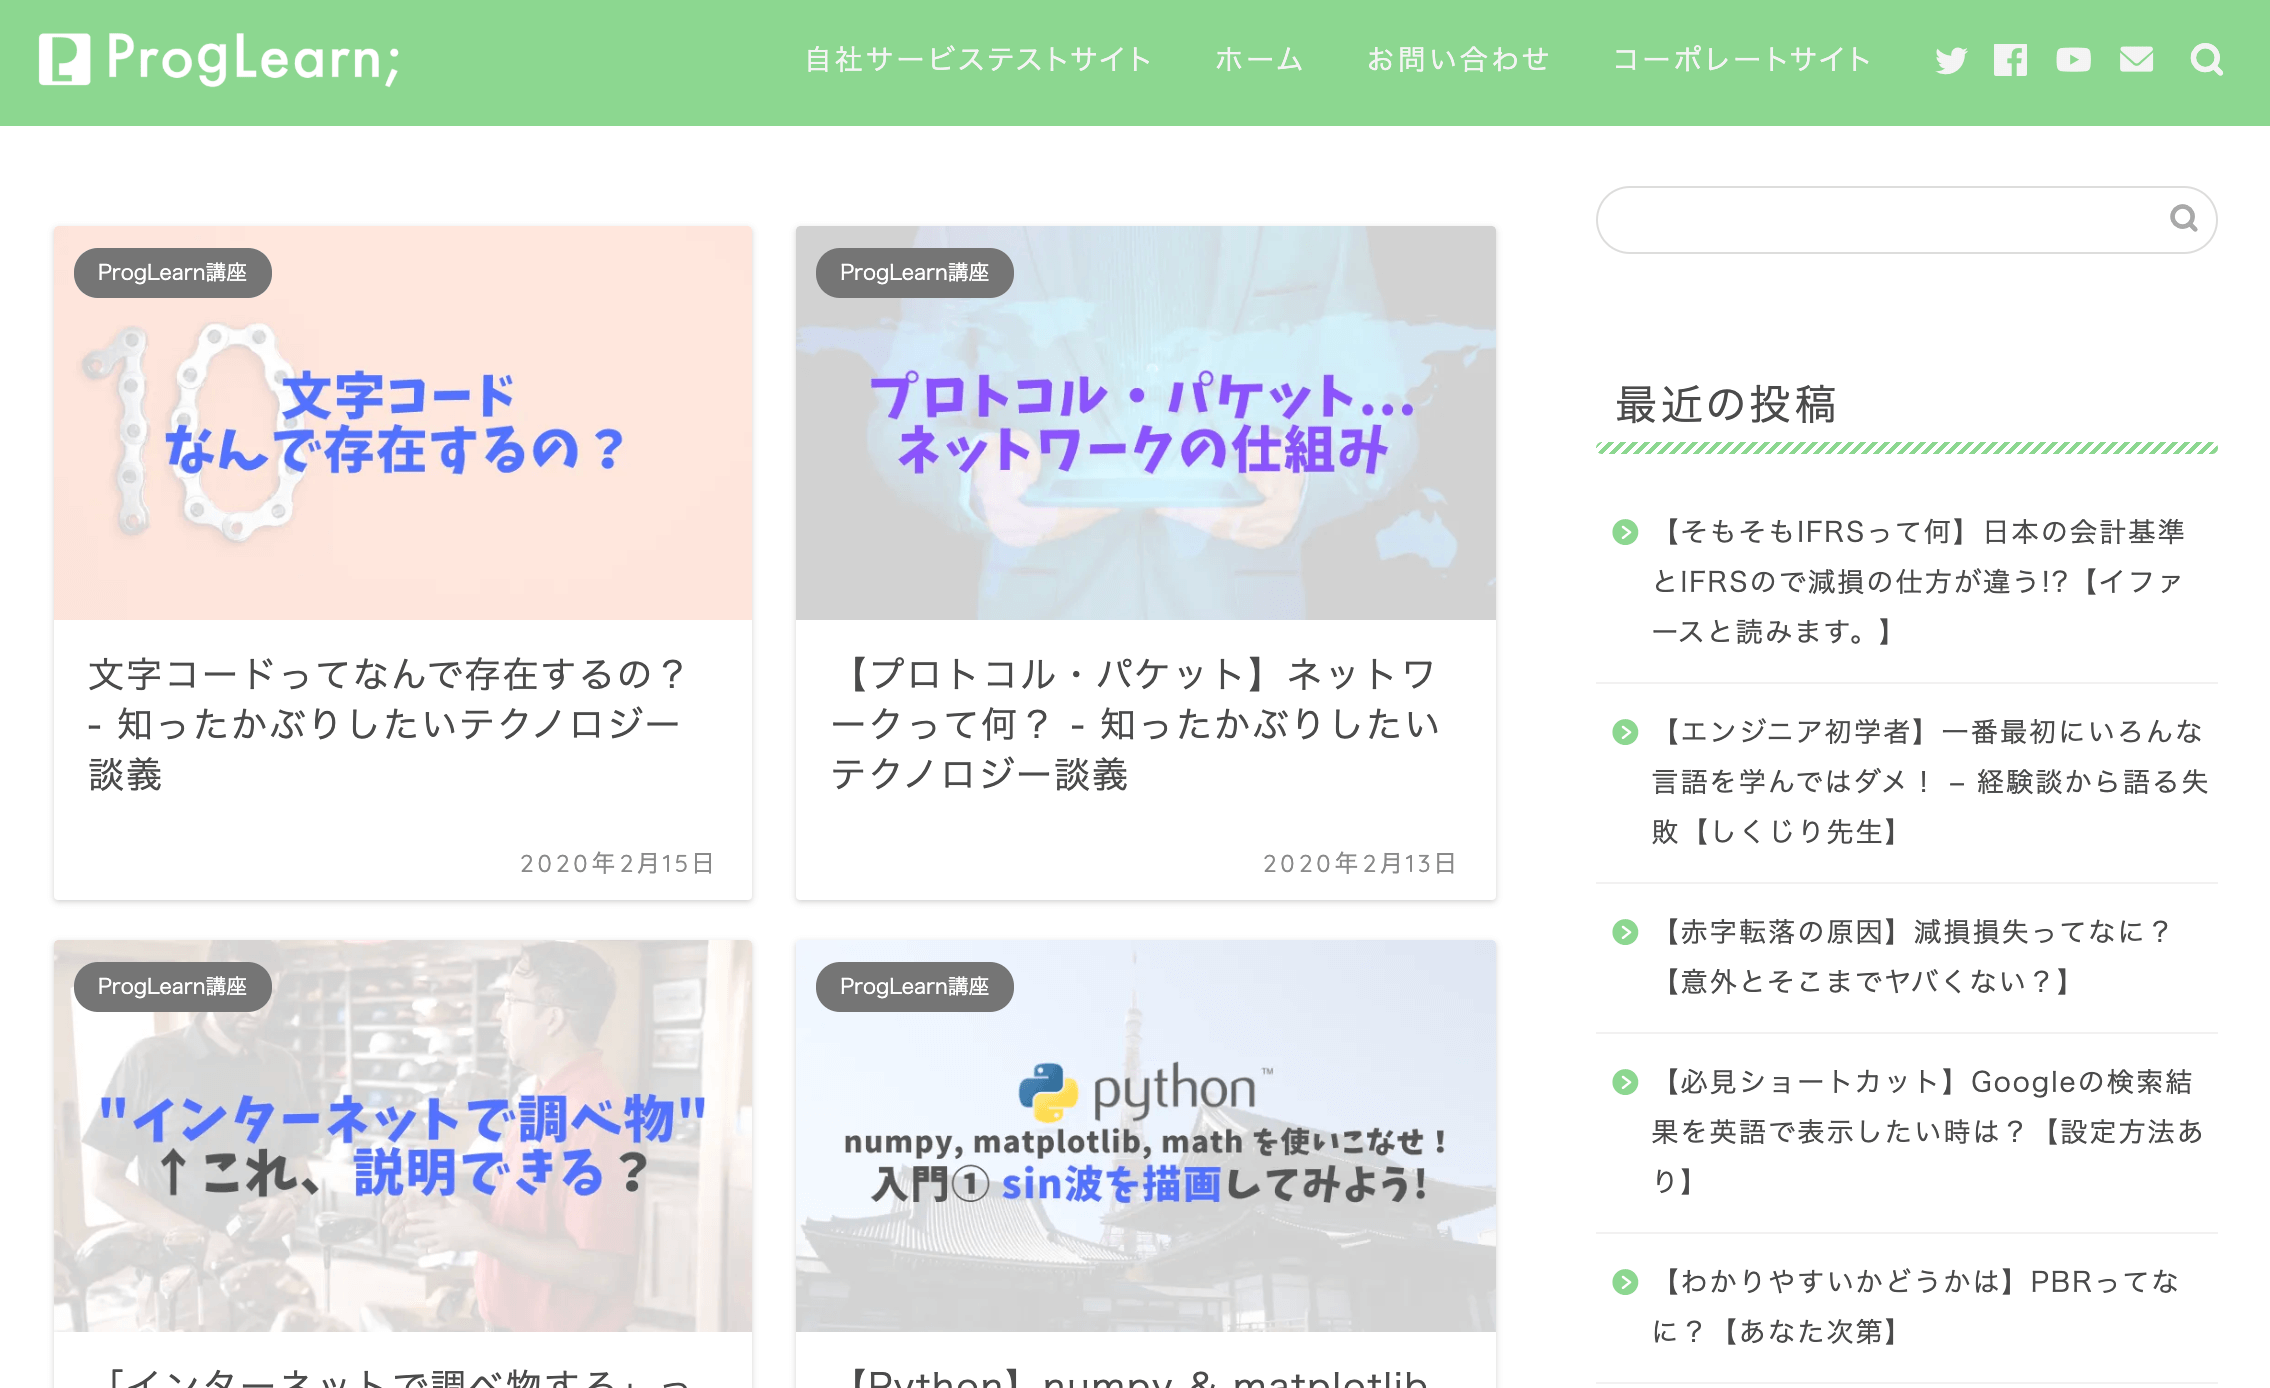 ProgLearn;
自社サービステストサイト ホーム お問い合わせ コーポレートサイト
ProgLearn講座
文字コード
なんで存在するの？
文字コードってなんで存在するの？
- 知ったかぶりしたいテクノロジー
談義
2020年2月15日
ProgLearn講座
プロトコル・パケット...
ネットワークの仕組み
【プロトコル・パケット】ネットワ
ークって何？ - 知ったかぶりしたい
テクノロジー談義
2020年2月13日
ProgLearn講座
"インターネットで調べ物"
↑これ、説明できる？
「インターネットで調べ物する」っ
ProgLearn講座
python™
numpy, matplotlib, math を使いこなせ！
入門① sin波を描画してみよう!
【Python】numpy & matplotlib
最近の投稿
【そもそもIFRSって何】日本の会計基準
とIFRSので減損の仕方が違う!?【イファ
ースと読みます。】
【エンジニア初学者】一番最初にいろんな
言語を学んではダメ！ – 経験談から語る失
敗【しくじり先生】
【赤字転落の原因】減損損失ってなに？
【意外とそこまでヤバくない？】
【必見ショートカット】Googleの検索結
果を英語で表示したい時は？【設定方法あ
り】
【わかりやすいかどうかは】PBRってな
に？【あなた次第】